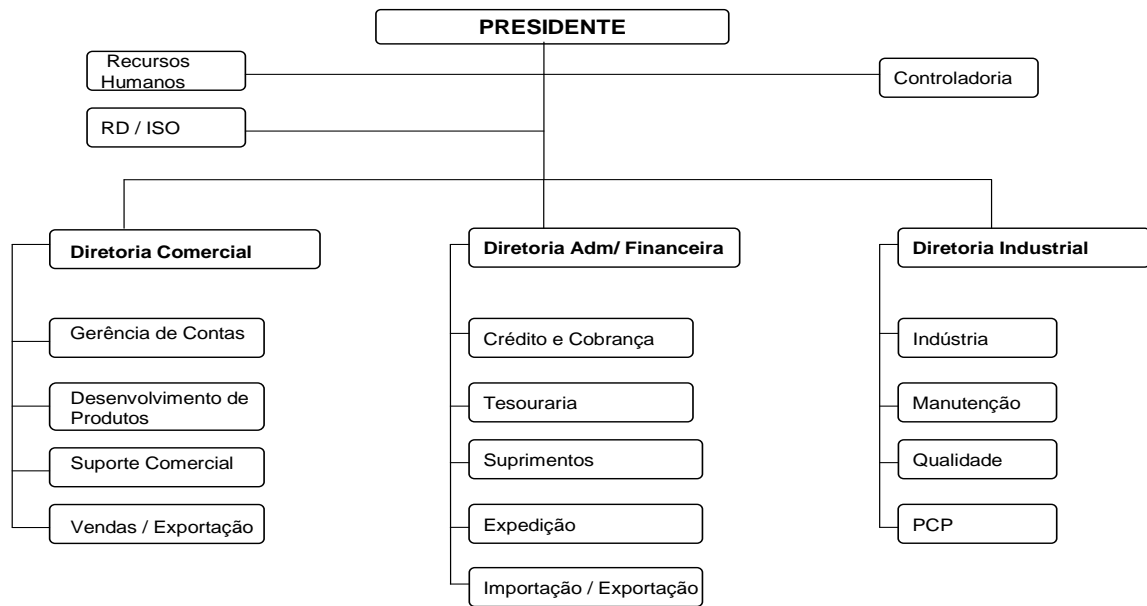 PRESIDENTE
Recursos
Humanos
Controladoria
RD / ISO
Diretoria Comercial
Diretoria Adm/ Financeira
Diretoria Industrial
Gerência de Contas
Crédito e Cobrança
Indústria
Desenvolvimento de
Produtos
Tesouraria
Manutenção
Suporte Comercial
Suprimentos
Qualidade
Vendas / Exportação
Expedição
PCP
Importação / Exportação